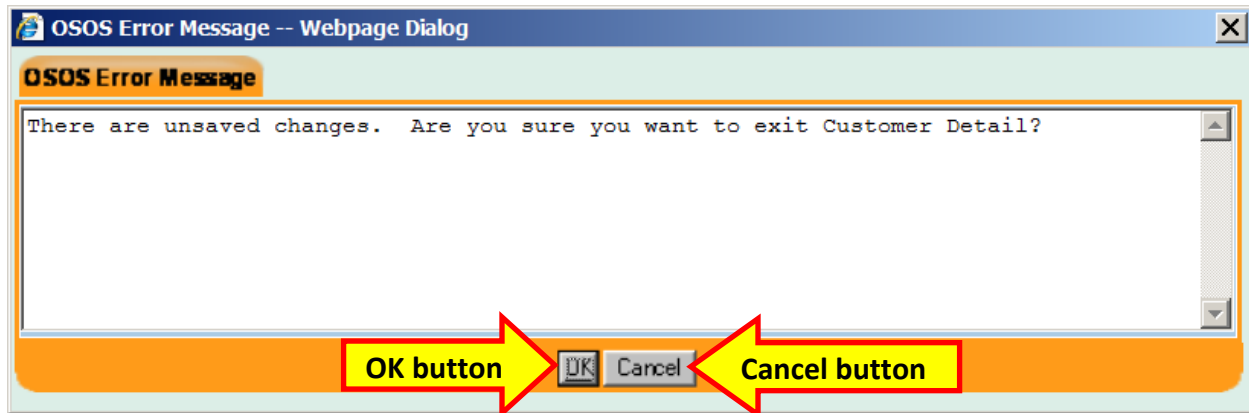 OSOS Error Message -- Webpage Dialog
OSOS Error Message
There are unsaved changes.  Are you sure you want to exit Customer Detail?
OK button OK Cancel Cancel button